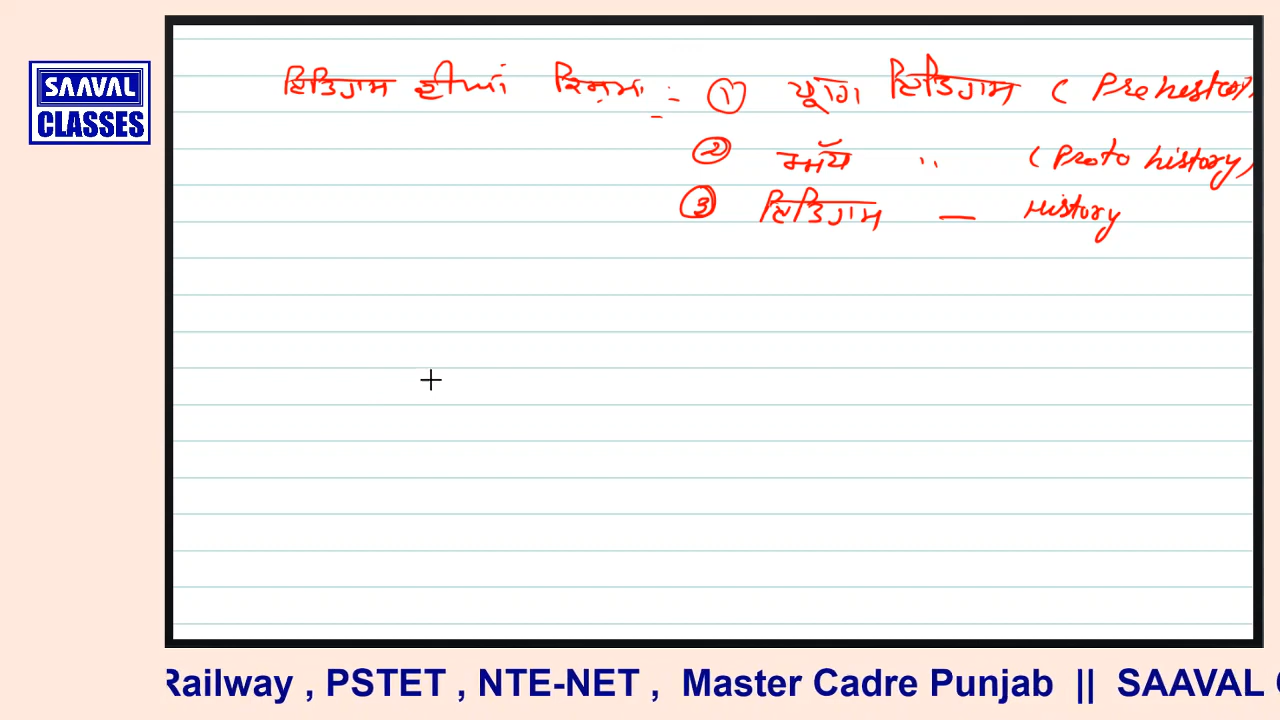 SAAVAL
CLASSES
ਇਤਿਹਾਸ ਦੀਆਂ ਕਿਸਮਾਂ :- ① ਪੂਰਵ ਇਤਿਹਾਸ ( Prehistory
② " ( Proto history)
③ ਇਤਿਹਾਸ — History
Railway , PSTET , NTE-NET , Master Cadre Punjab || SAAVAL